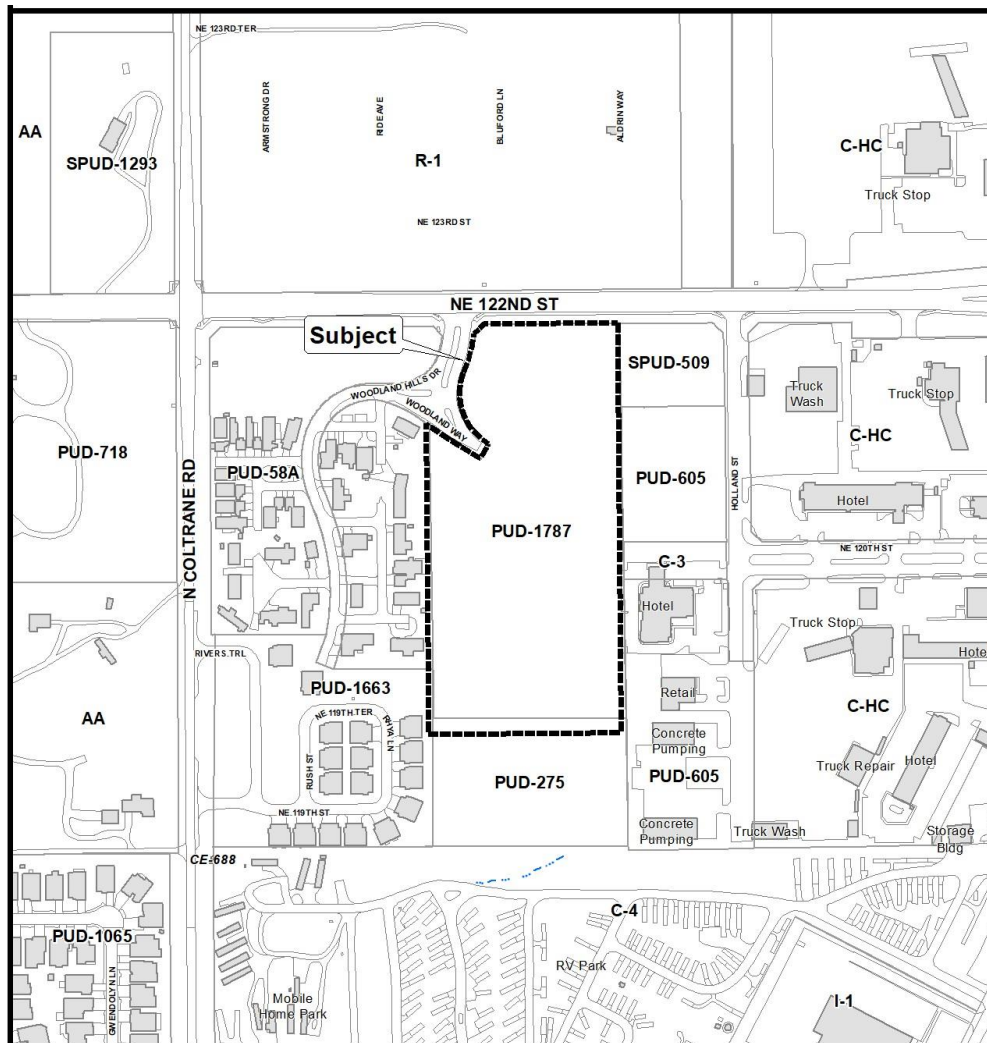 NE 123RD TER
ARMSTRONG DR
RIDE AVE
BLUFORD LN
ALDRIN WAY
AA
SPUD-1293
R-1
C-HC
Truck Stop
NE 123RD ST
NE 122ND ST
Subject
SPUD-509
WOODLAND HILLS DR
WOODLAND WAY
Truck
Wash
Truck Stop
PUD-718
PUD-58A
PUD-605
C-HC
HOLLAND ST
Hotel
N COLTRANE RD
PUD-1787
NE 120TH ST
C-3
Hotel
Truck Stop
RIVERS TRL
Hote
PUD-1663
Retail
AA
NE 119TH TER
RHYA LN
C-HC
Concrete
Pumping
RUSH ST
PUD-275
PUD-605
Truck Repair
Hotel
NE 119TH ST
Concrete
Pumping
Truck Wash
Storage
Bldg
CE-688
C-4
PUD-1065
RV Park
GWENDOLYN LN
Mobile
Home Park
I-1